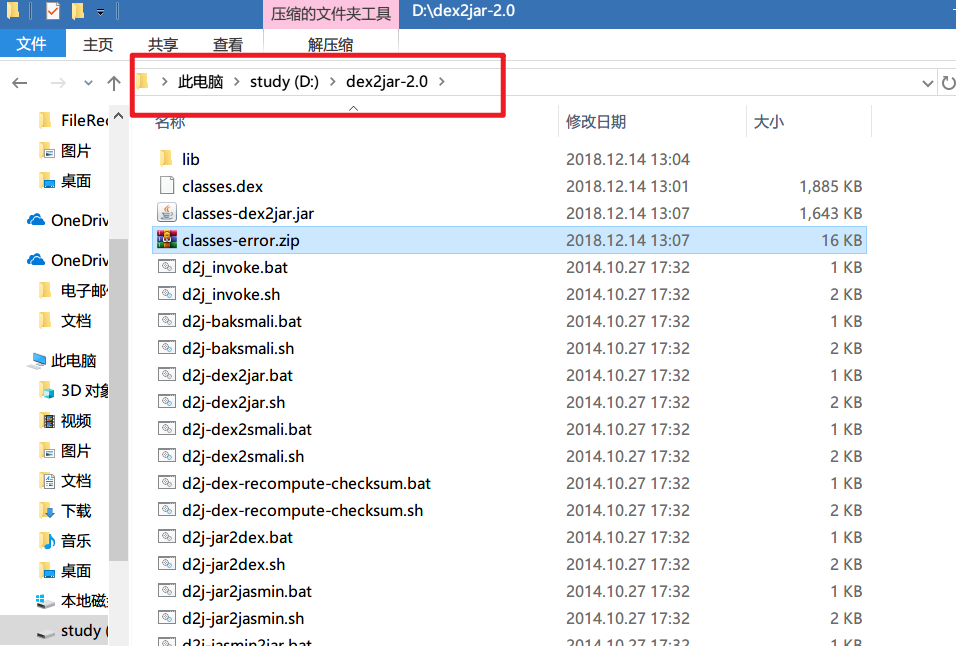 压缩的文件夹工具 D:\dex2jar-2.0
文件 主页 共享 查看 解压缩
此电脑 study (D:) dex2jar-2.0
名称 修改日期 大小
FileRec
图片
桌面
OneDriv
OneDriv
电子邮
文档
此电脑
3D 对象
视频
图片
文档
下载
音乐
桌面
本地磁
study (
lib 2018.12.14 13:04
classes.dex 2018.12.14 13:01 1,885 KB
classes-dex2jar.jar 2018.12.14 13:07 1,643 KB
classes-error.zip 2018.12.14 13:07 16 KB
d2j_invoke.bat 2014.10.27 17:32 1 KB
d2j_invoke.sh 2014.10.27 17:32 2 KB
d2j-baksmali.bat 2014.10.27 17:32 1 KB
d2j-baksmali.sh 2014.10.27 17:32 2 KB
d2j-dex2jar.bat 2014.10.27 17:32 1 KB
d2j-dex2jar.sh 2014.10.27 17:32 2 KB
d2j-dex2smali.bat 2014.10.27 17:32 1 KB
d2j-dex2smali.sh 2014.10.27 17:32 2 KB
d2j-dex-recompute-checksum.bat 2014.10.27 17:32 1 KB
d2j-dex-recompute-checksum.sh 2014.10.27 17:32 2 KB
d2j-jar2dex.bat 2014.10.27 17:32 1 KB
d2j-jar2dex.sh 2014.10.27 17:32 2 KB
d2j-jar2jasmin.bat 2014.10.27 17:32 1 KB
d2j-jar2jasmin.sh 2014.10.27 17:32 2 KB
d2j-jasmin2jar.bat 2014.10.27 17:32 1 KB